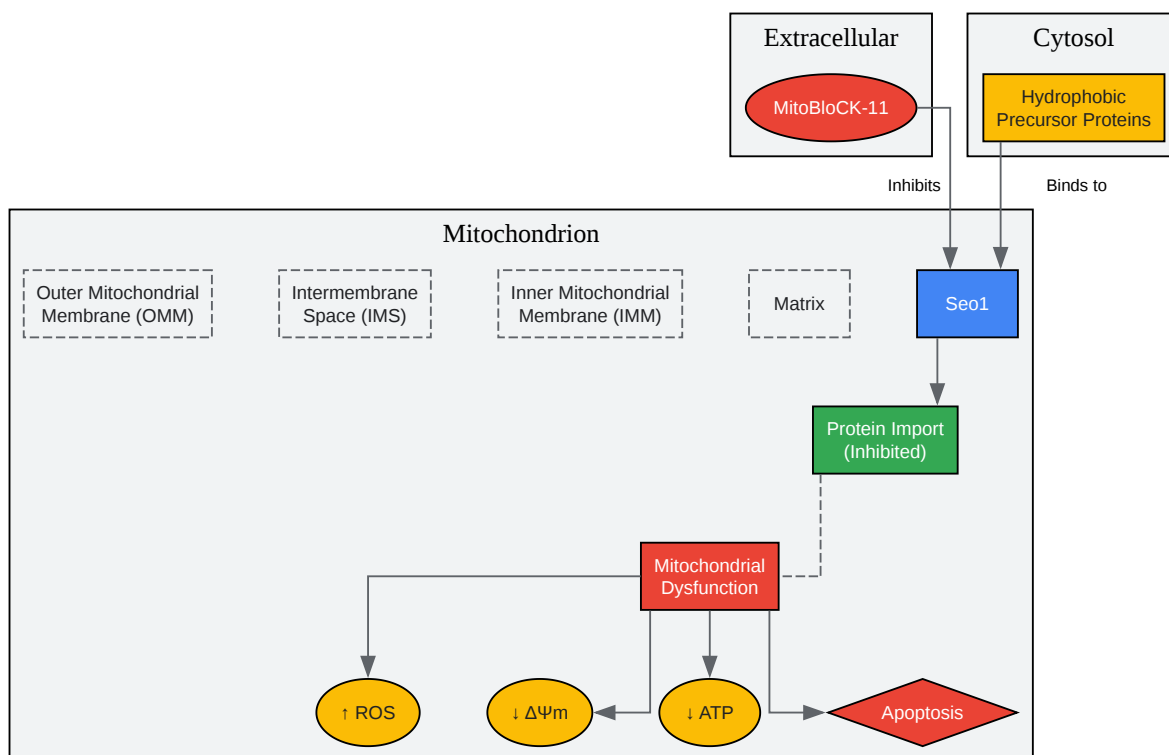 Extracellular
Cytosol
MitoBloCK-11
Hydrophobic
Precursor Proteins
Inhibits
Binds to
Mitochondrion
Outer Mitochondrial
Membrane (OMM)
Intermembrane
Space (IMS)
Inner Mitochondrial
Membrane (IMM)
Matrix
Seo1
Protein Import
(Inhibited)
Mitochondrial
Dysfunction
↑ ROS
↓ ΔΨm
↓ ATP
Apoptosis